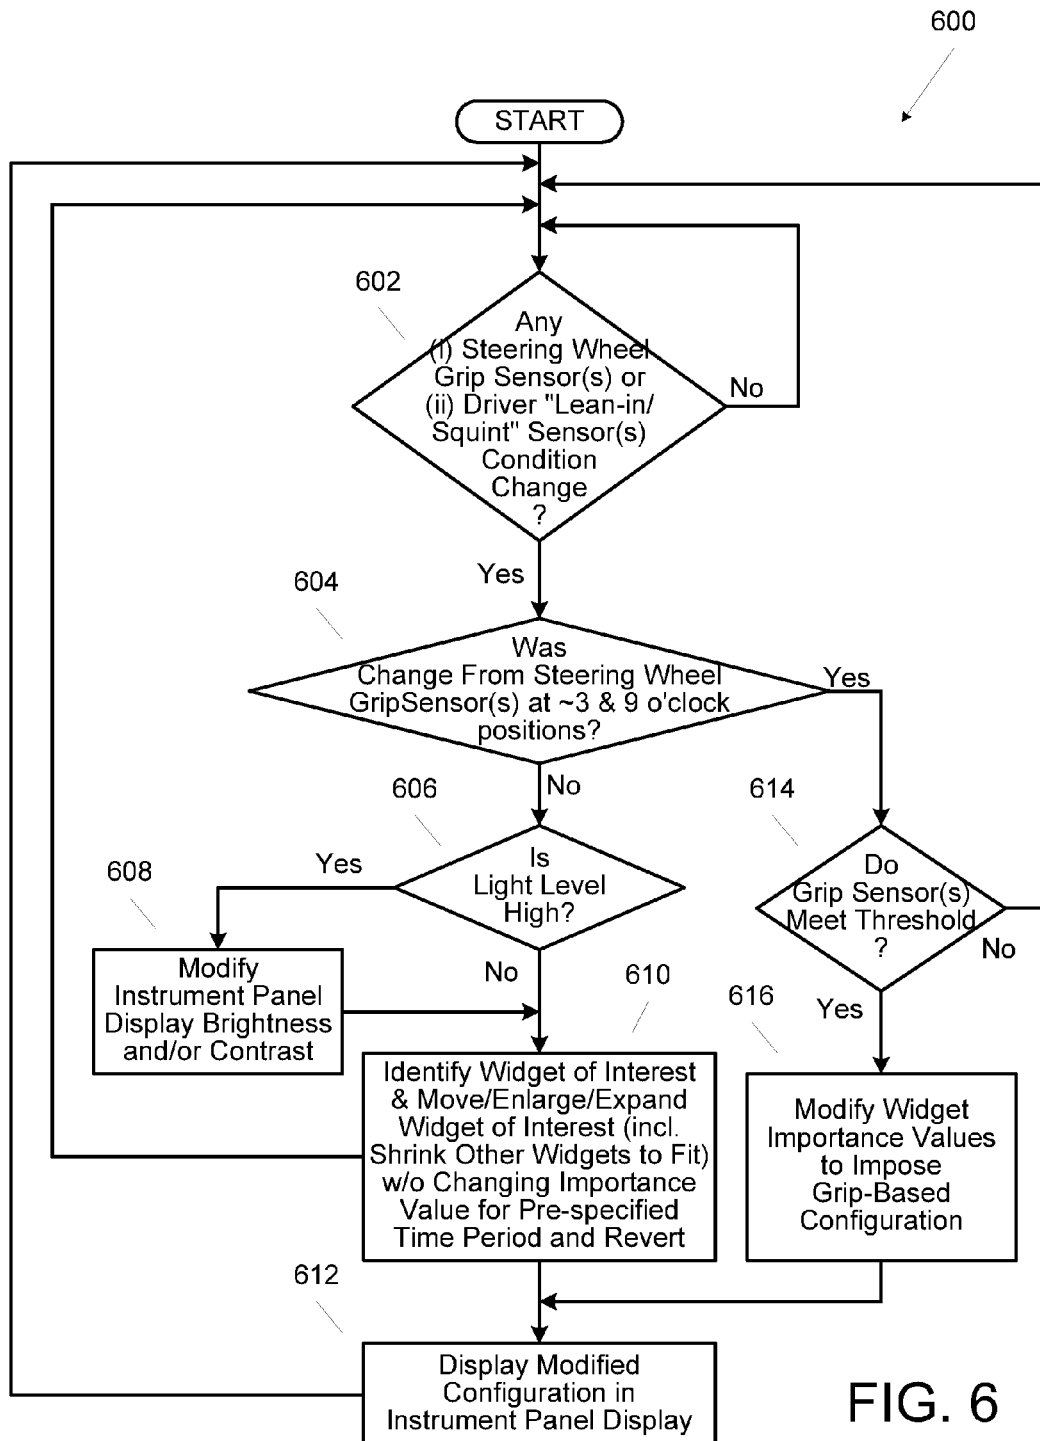 600
START
602
Any
(i) Steering Wheel
Grip Sensor(s) or
(ii) Driver "Lean-in/
Squint" Sensor(s)
Condition
Change
?
No
Yes
604
Was
Change From Steering Wheel
GripSensor(s) at ~3 & 9 o'clock
positions?
Yes
No
606
Is
Light Level
High?
Yes
No
608
Modify
Instrument Panel
Display Brightness
and/or Contrast
614
Do
Grip Sensor(s)
Meet Threshold
?
No
Yes
610
Identify Widget of Interest
& Move/Enlarge/Expand
Widget of Interest (incl.
Shrink Other Widgets to Fit)
w/o Changing Importance
Value for Pre-specified
Time Period and Revert
616
Modify Widget
Importance Values
to Impose
Grip-Based
Configuration
612
Display Modified
Configuration in
Instrument Panel Display
FIG. 6